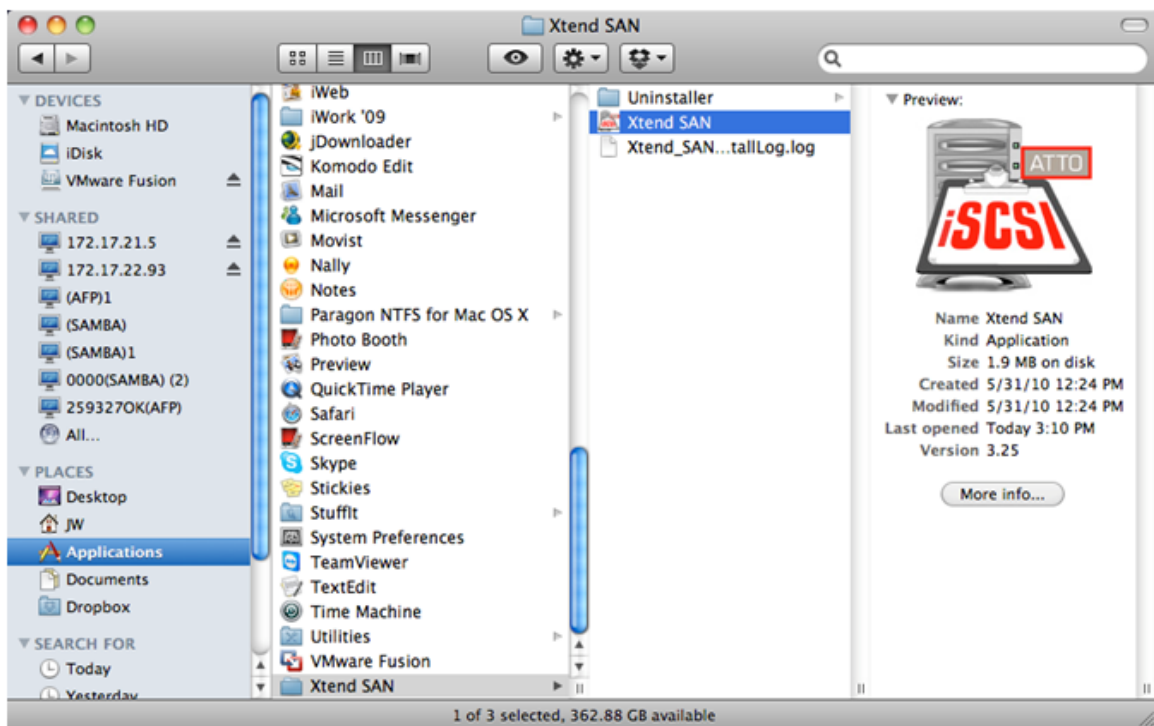 Xtend SAN
DEVICES
Macintosh HD
iDisk
VMware Fusion
SHARED
172.17.21.5
172.17.22.93
(AFP)1
(SAMBA)
(SAMBA)1
0000(SAMBA) (2)
259327OK(AFP)
All...
PLACES
Desktop
JW
Applications
Documents
Dropbox
SEARCH FOR
Today
Yesterday
iWeb
iWork '09
jDownloader
Komodo Edit
Mail
Microsoft Messenger
Movist
Nally
Notes
Paragon NTFS for Mac OS X
Photo Booth
Preview
QuickTime Player
Safari
ScreenFlow
Skype
Stickies
StuffIt
System Preferences
TeamViewer
TextEdit
Time Machine
Utilities
VMware Fusion
Xtend SAN
Uninstaller
Xtend SAN
Xtend_SAN...tallLog.log
Preview:
ATTO
iSCSI
Name Xtend SAN
Kind Application
Size 1.9 MB on disk
Created 5/31/10 12:24 PM
Modified 5/31/10 12:24 PM
Last opened Today 3:10 PM
Version 3.25
More info...
1 of 3 selected, 362.88 GB available